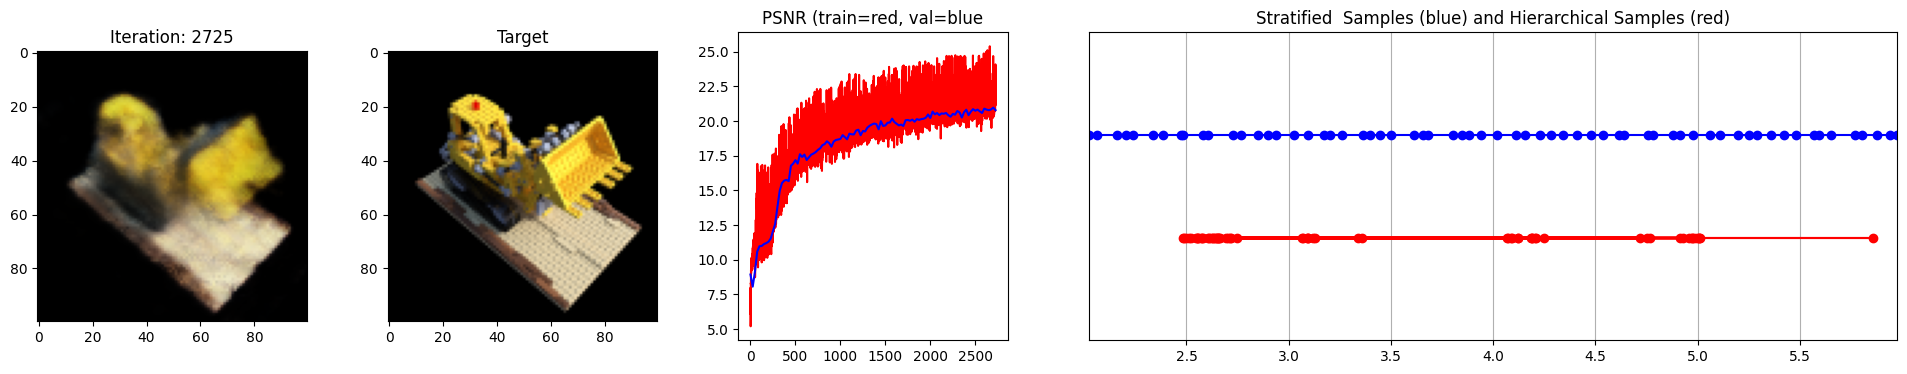 Iteration: 2725
0
20
40
60
80
0 20 40 60 80
Target
0
20
40
60
80
0 20 40 60 80
PSNR (train=red, val=blue
25.0
22.5
20.0
17.5
15.0
12.5
10.0
7.5
5.0
0 500 1000 1500 2000 2500
Stratified  Samples (blue) and Hierarchical Samples (red)
2.5 3.0 3.5 4.0 4.5 5.0 5.5